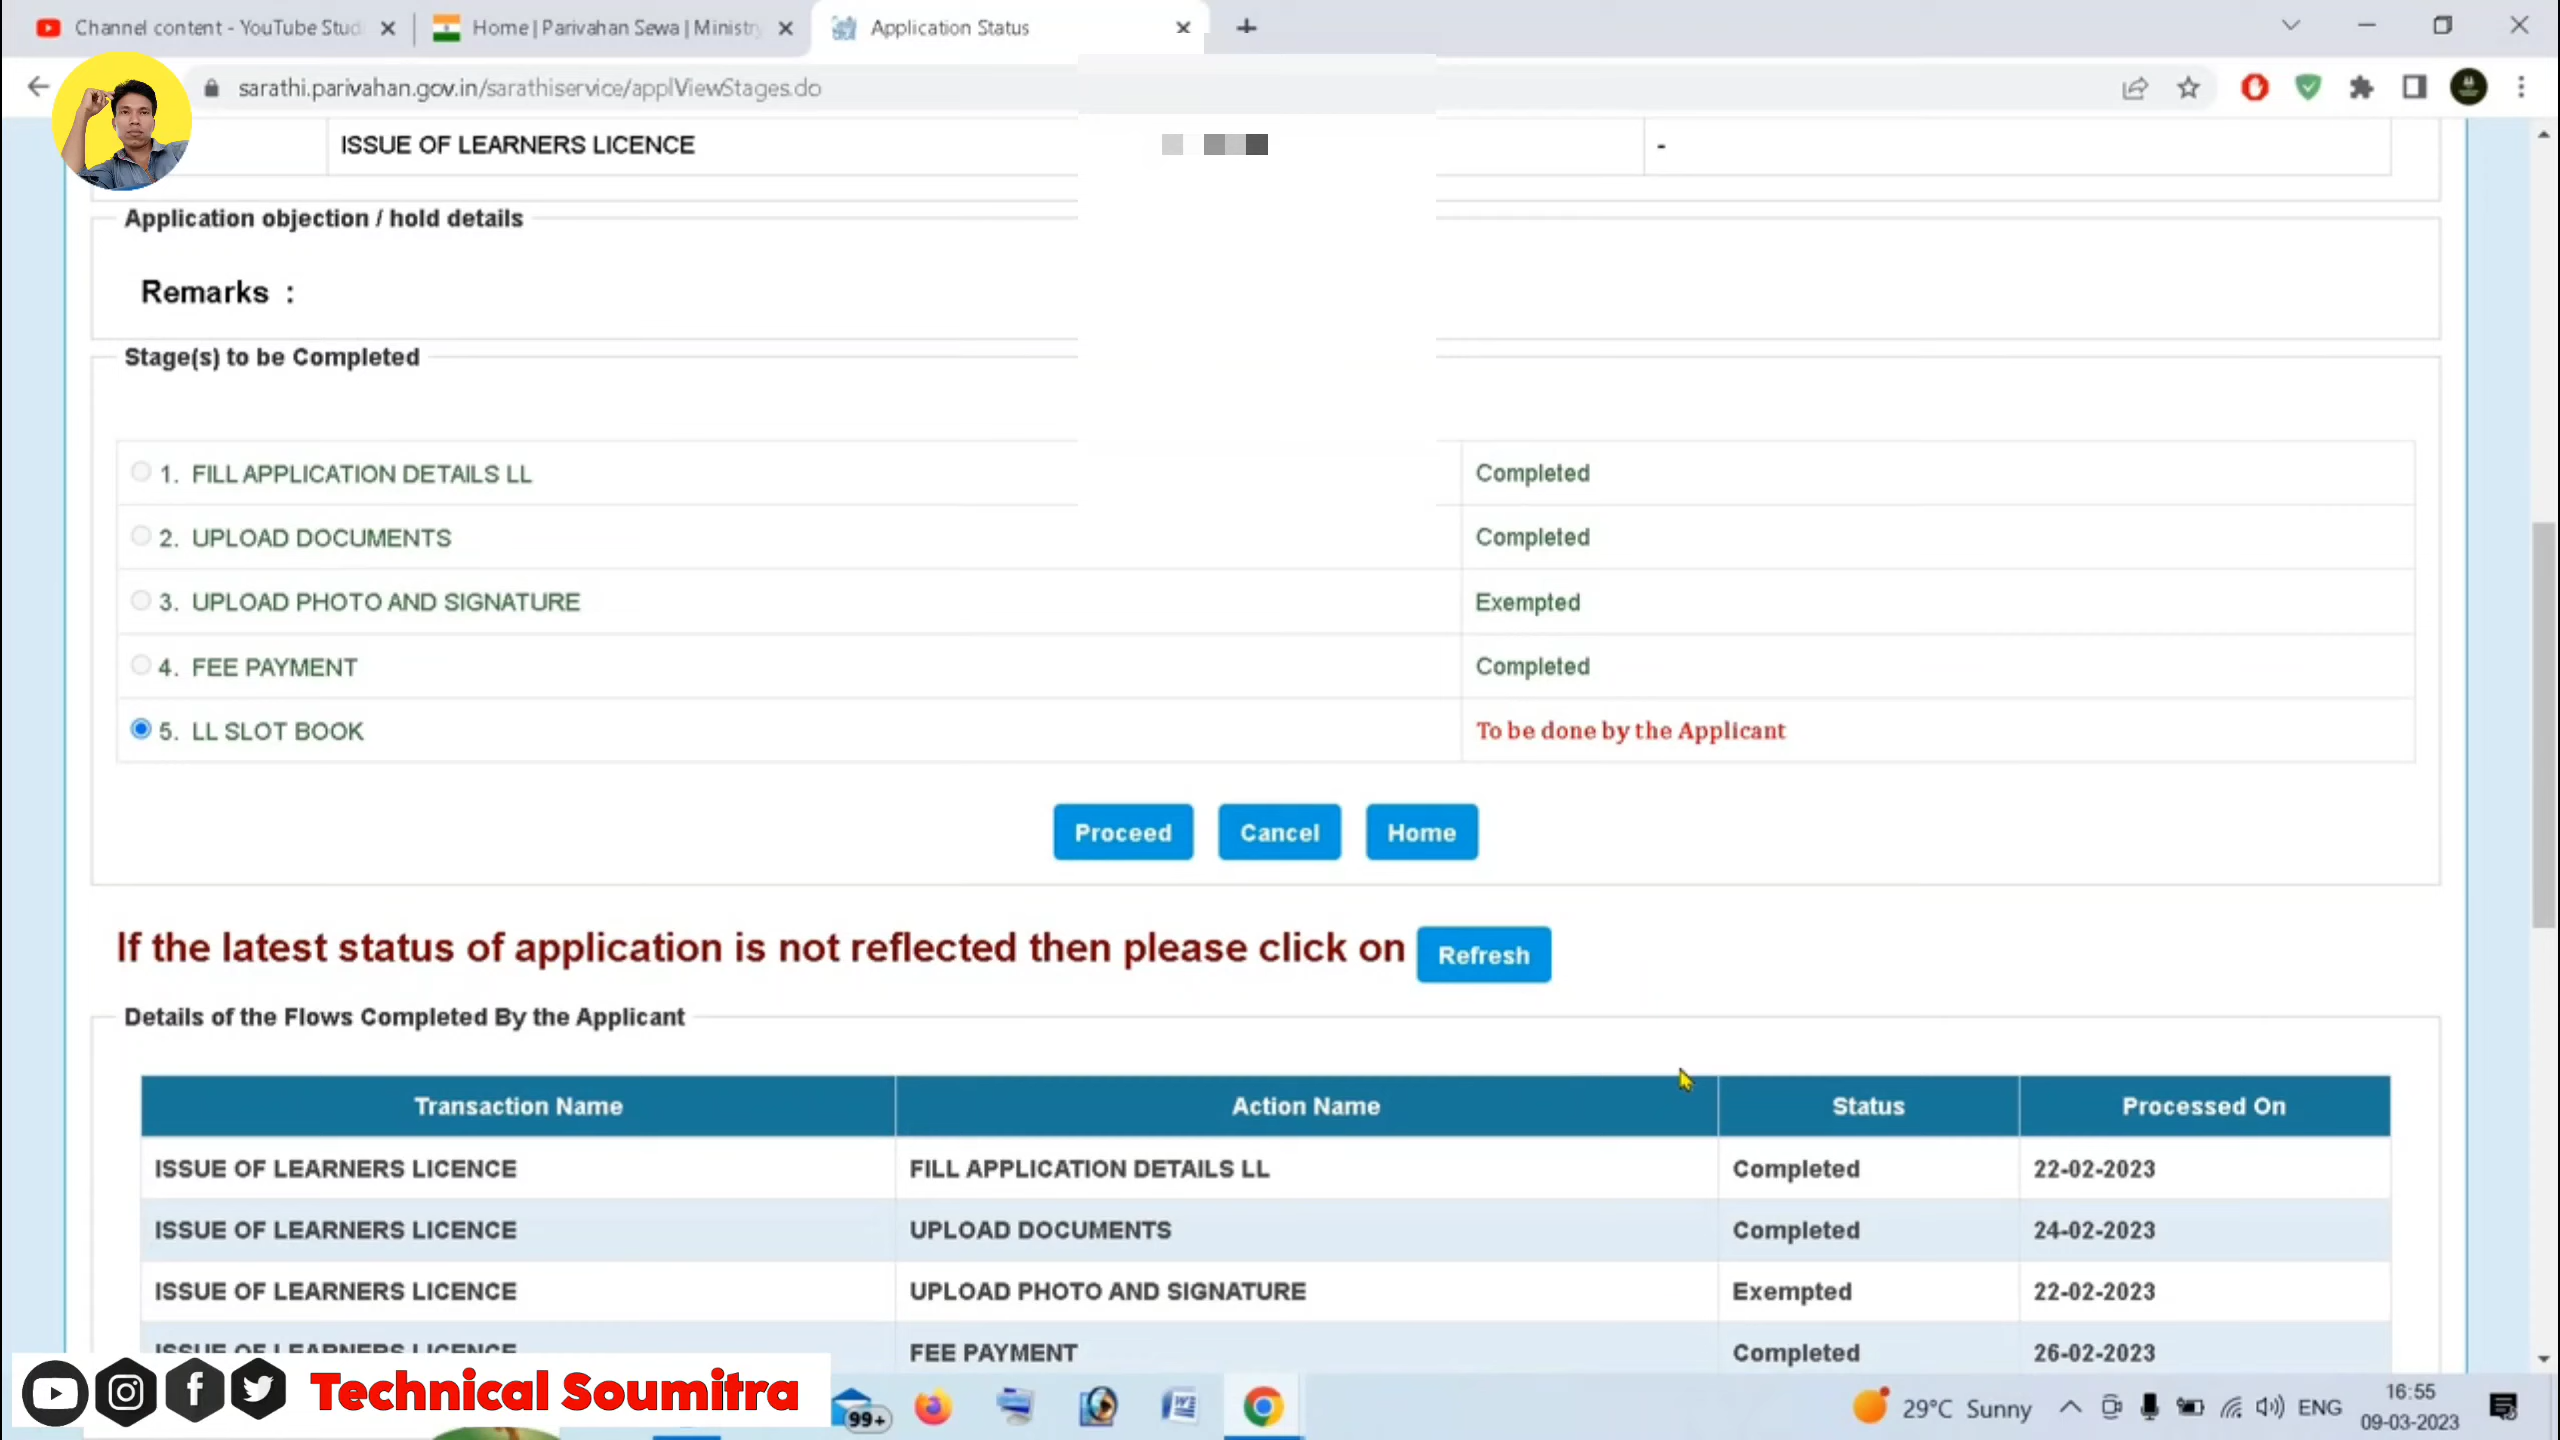 Channel content - YouTube Stud
Home | Parivahan Sewa | Ministry
Application Status
sarathi.parivahan.gov.in/sarathiservice/applViewStages.do
ISSUE OF LEARNERS LICENCE
-
Application objection / hold details
Remarks :
Stage(s) to be Completed
1. FILL APPLICATION DETAILS LL
Completed
2. UPLOAD DOCUMENTS
Completed
3. UPLOAD PHOTO AND SIGNATURE
Exempted
4. FEE PAYMENT
Completed
5. LL SLOT BOOK
To be done by the Applicant
Proceed
Cancel
Home
If the latest status of application is not reflected then please click on
Refresh
Details of the Flows Completed By the Applicant
Transaction Name
Action Name
Status
Processed On
ISSUE OF LEARNERS LICENCE
FILL APPLICATION DETAILS LL
Completed
22-02-2023
ISSUE OF LEARNERS LICENCE
UPLOAD DOCUMENTS
Completed
24-02-2023
ISSUE OF LEARNERS LICENCE
UPLOAD PHOTO AND SIGNATURE
Exempted
22-02-2023
ISSUE OF LEARNERS LICENCE
FEE PAYMENT
Completed
26-02-2023
Technical Soumitra
99+
29°C Sunny
ENG
16:55
09-03-2023